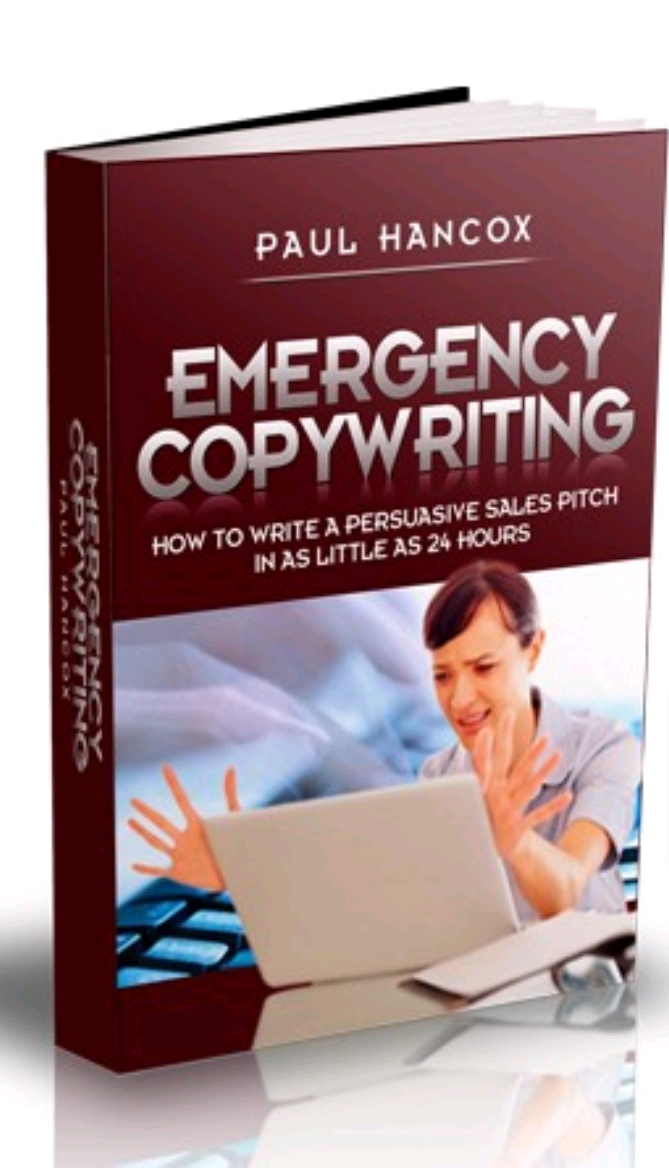 PAUL HANCOX
EMERGENCY
COPYWRITING
HOW TO WRITE A PERSUASIVE SALES PITCH
IN AS LITTLE AS 24 HOURS
EMERGENCY
COPYWRITING
PAUL HANCOX